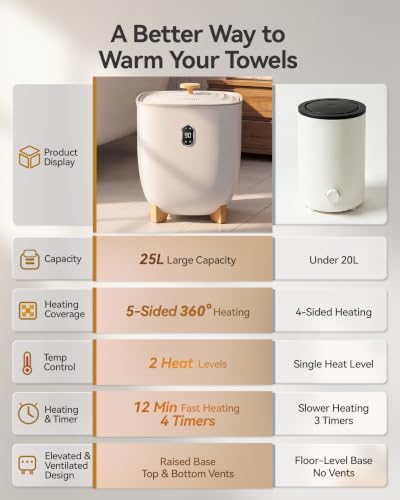 A Better Way to
Warm Your Towels
Product
Display
90
Capacity
25L Large Capacity
Under 20L
Heating
Coverage
5-Sided 360° Heating
4-Sided Heating
Temp
Control
2 Heat Levels
Single Heat Level
Heating
& Timer
12 Min Fast Heating
4 Timers
Slower Heating
3 Timers
Elevated &
Ventilated
Design
Raised Base
Top & Bottom Vents
Floor-Level Base
No Vents